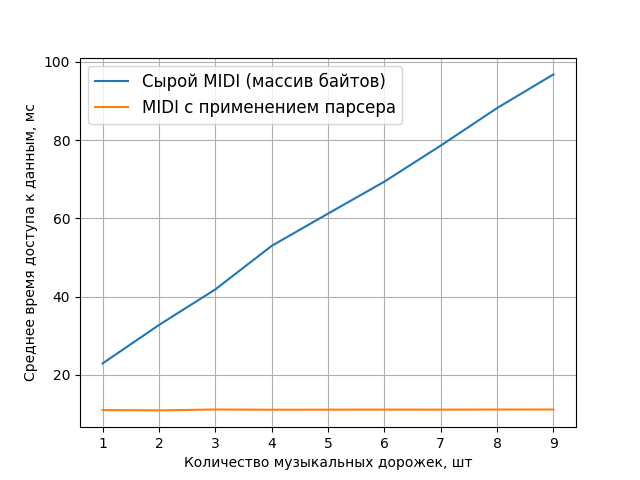 Сырой MIDI (массив байтов)
MIDI с применением парсера
Среднее время доступа к данным, мс
100
80
60
40
20
1 2 3 4 5 6 7 8 9
Количество музыкальных дорожек, шт